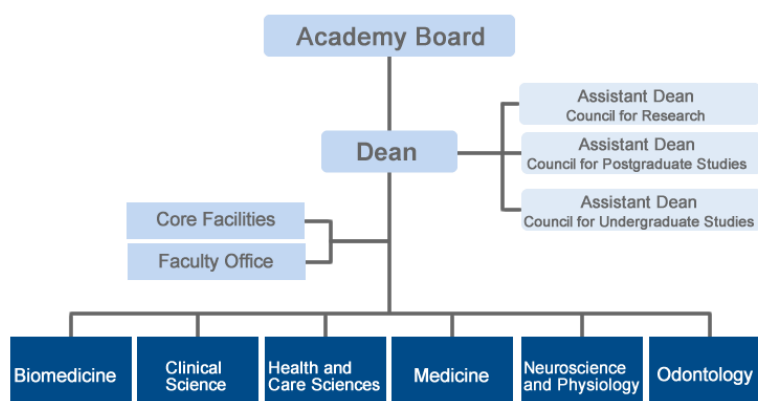 Academy Board
Assistant Dean
Council for Research
Dean
Assistant Dean
Council for Postgraduate Studies
Assistant Dean
Council for Undergraduate Studies
Core Facilities
Faculty Office
Biomedicine
Clinical
Science
Health and
Care Sciences
Medicine
Neuroscience
and Physiology
Odontology